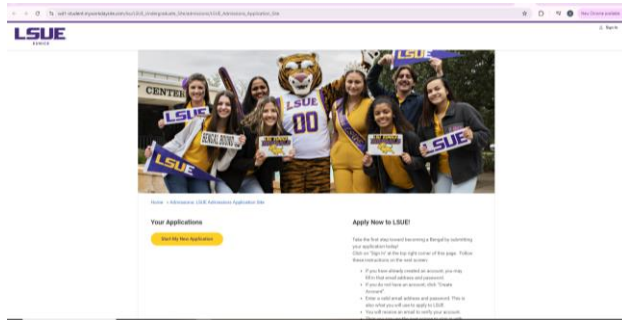 New Chrome available
Sign In
LSUE
EUNICE
CENTER
LSUE
LSUE
LSUE
00
BENGAL BOUND
LSUE
LSUE
Home
Admissions: LSUE Admissions Application Site
Your Applications
Start My New Application
Apply Now to LSUE!
Take the first step toward becoming a Bengal by submitting
your application today!
Click on "Sign In" at the top right corner of this page. Follow
these instructions on the next screen:
If you have already created an account, you may
fill in that email address and password.
If you do not have an account, click "Create
Account".
Enter a valid email address and password. This is
also what you will use to apply to LSUE.
You will receive an email to verify your account.